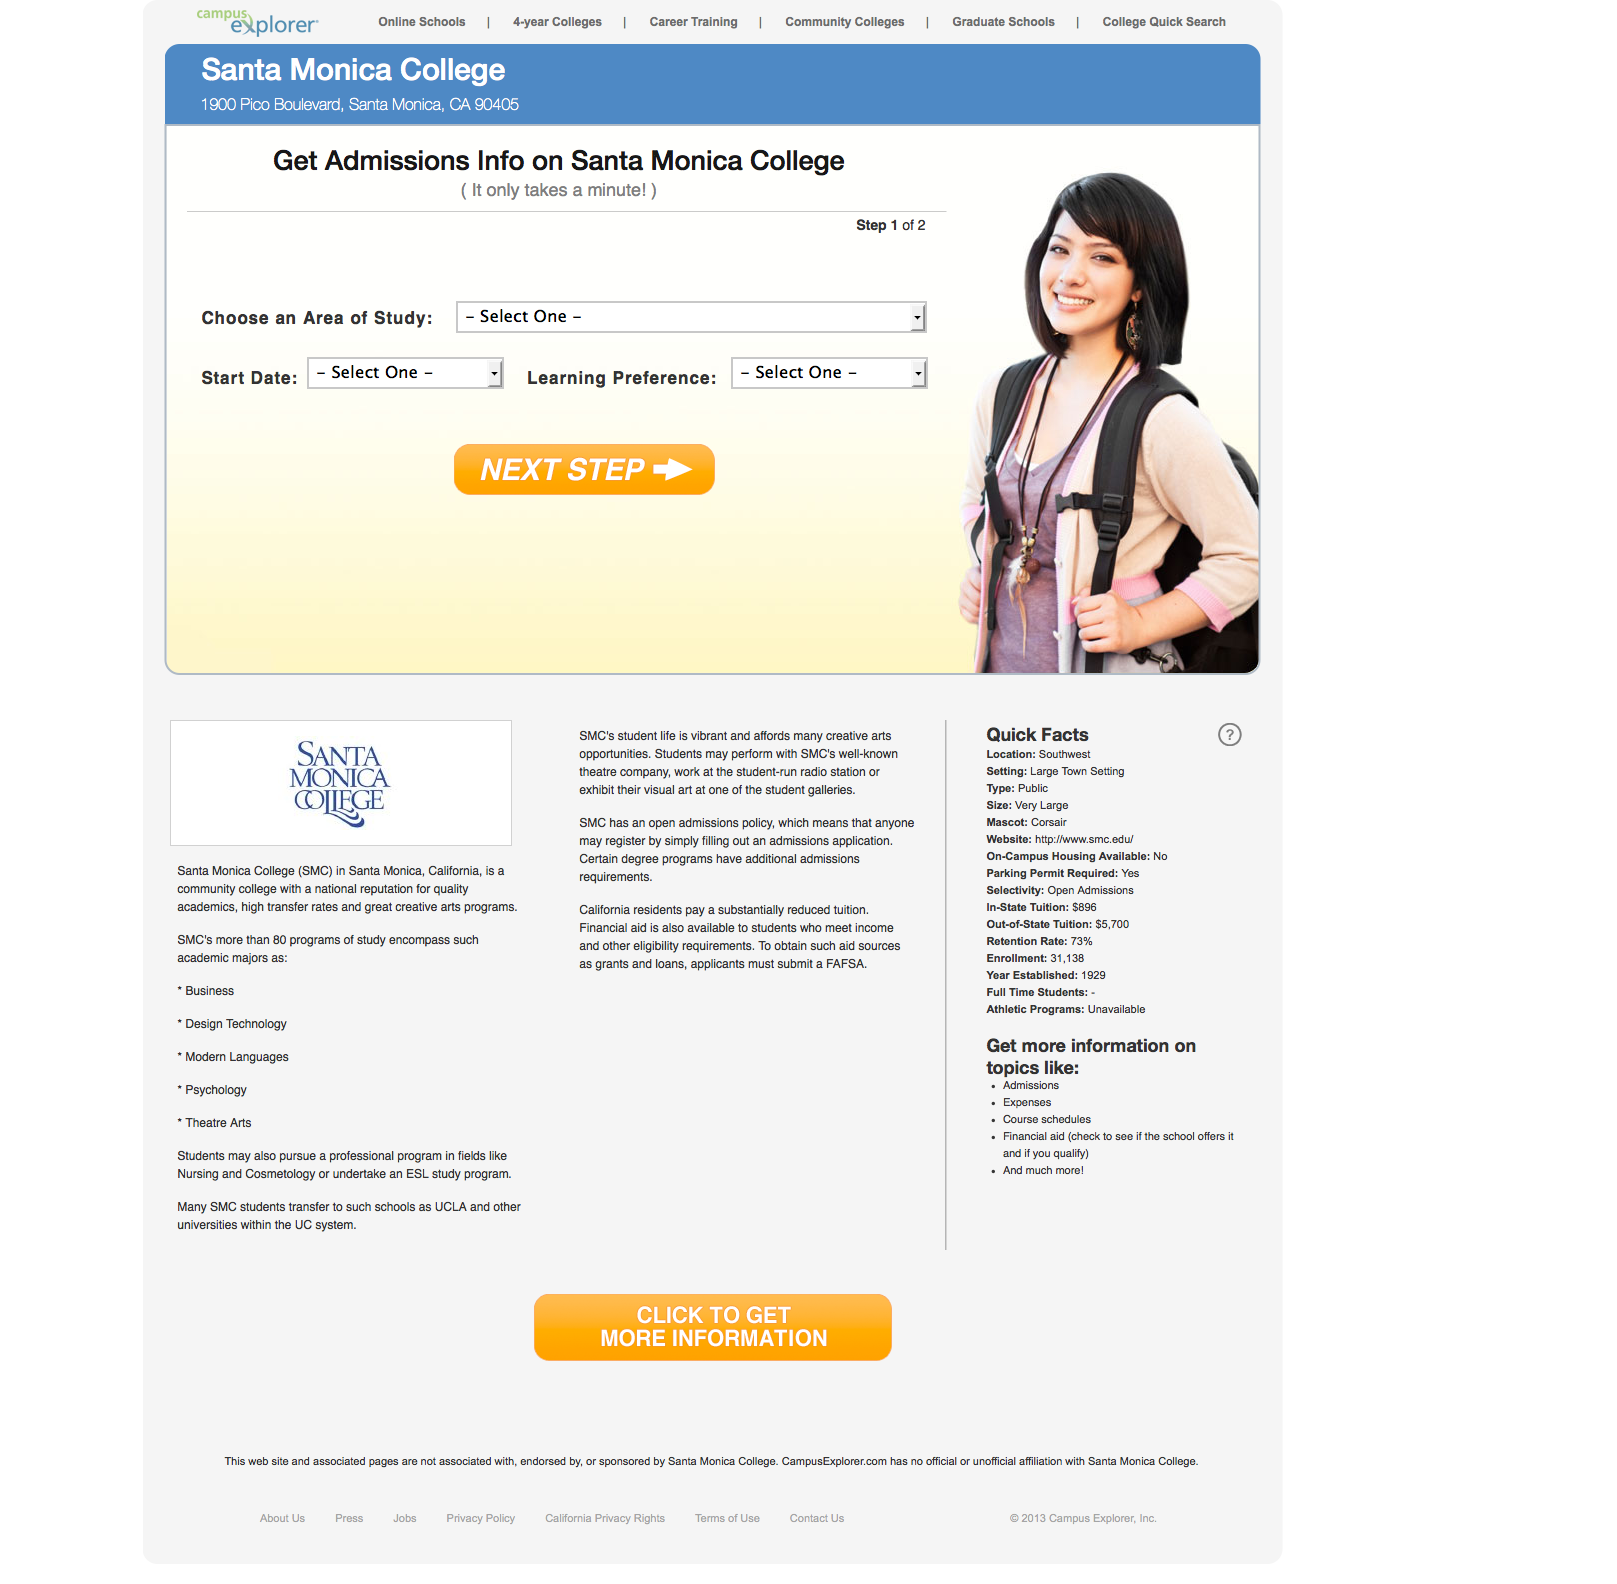 campus explorer
Online Schools | 4-year Colleges | Career Training | Community Colleges | Graduate Schools | College Quick Search
Santa Monica College
1900 Pico Boulevard, Santa Monica, CA 90405
Get Admissions Info on Santa Monica College
( It only takes a minute! )
Step 1 of 2
Choose an Area of Study: – Select One –
Start Date: – Select One – Learning Preference: – Select One –
NEXT STEP
SANTA
MONICA
COLLEGE
Santa Monica College (SMC) in Santa Monica, California, is a
community college with a national reputation for quality
academics, high transfer rates and great creative arts programs.
SMC's more than 80 programs of study encompass such
academic majors as:
* Business
* Design Technology
* Modern Languages
* Psychology
* Theatre Arts
Students may also pursue a professional program in fields like
Nursing and Cosmetology or undertake an ESL study program.
Many SMC students transfer to such schools as UCLA and other
universities within the UC system.
SMC's student life is vibrant and affords many creative arts
opportunities. Students may perform with SMC's well-known
theatre company, work at the student-run radio station or
exhibit their visual art at one of the student galleries.
SMC has an open admissions policy, which means that anyone
may register by simply filling out an admissions application.
Certain degree programs have additional admissions
requirements.
California residents pay a substantially reduced tuition.
Financial aid is also available to students who meet income
and other eligibility requirements. To obtain such aid sources
as grants and loans, applicants must submit a FAFSA.
Quick Facts ?
Location: Southwest
Setting: Large Town Setting
Type: Public
Size: Very Large
Mascot: Corsair
Website: http://www.smc.edu/
On-Campus Housing Available: No
Parking Permit Required: Yes
Selectivity: Open Admissions
In-State Tuition: $896
Out-of-State Tuition: $5,700
Retention Rate: 73%
Enrollment: 31,138
Year Established: 1929
Full Time Students: -
Athletic Programs: Unavailable
Get more information on
topics like:
• Admissions
• Expenses
• Course schedules
• Financial aid (check to see if the school offers it
and if you qualify)
• And much more!
CLICK TO GET
MORE INFORMATION
This web site and associated pages are not associated with, endorsed by, or sponsored by Santa Monica College. CampusExplorer.com has no official or unofficial affiliation with Santa Monica College.
About Us Press Jobs Privacy Policy California Privacy Rights Terms of Use Contact Us © 2013 Campus Explorer, Inc.